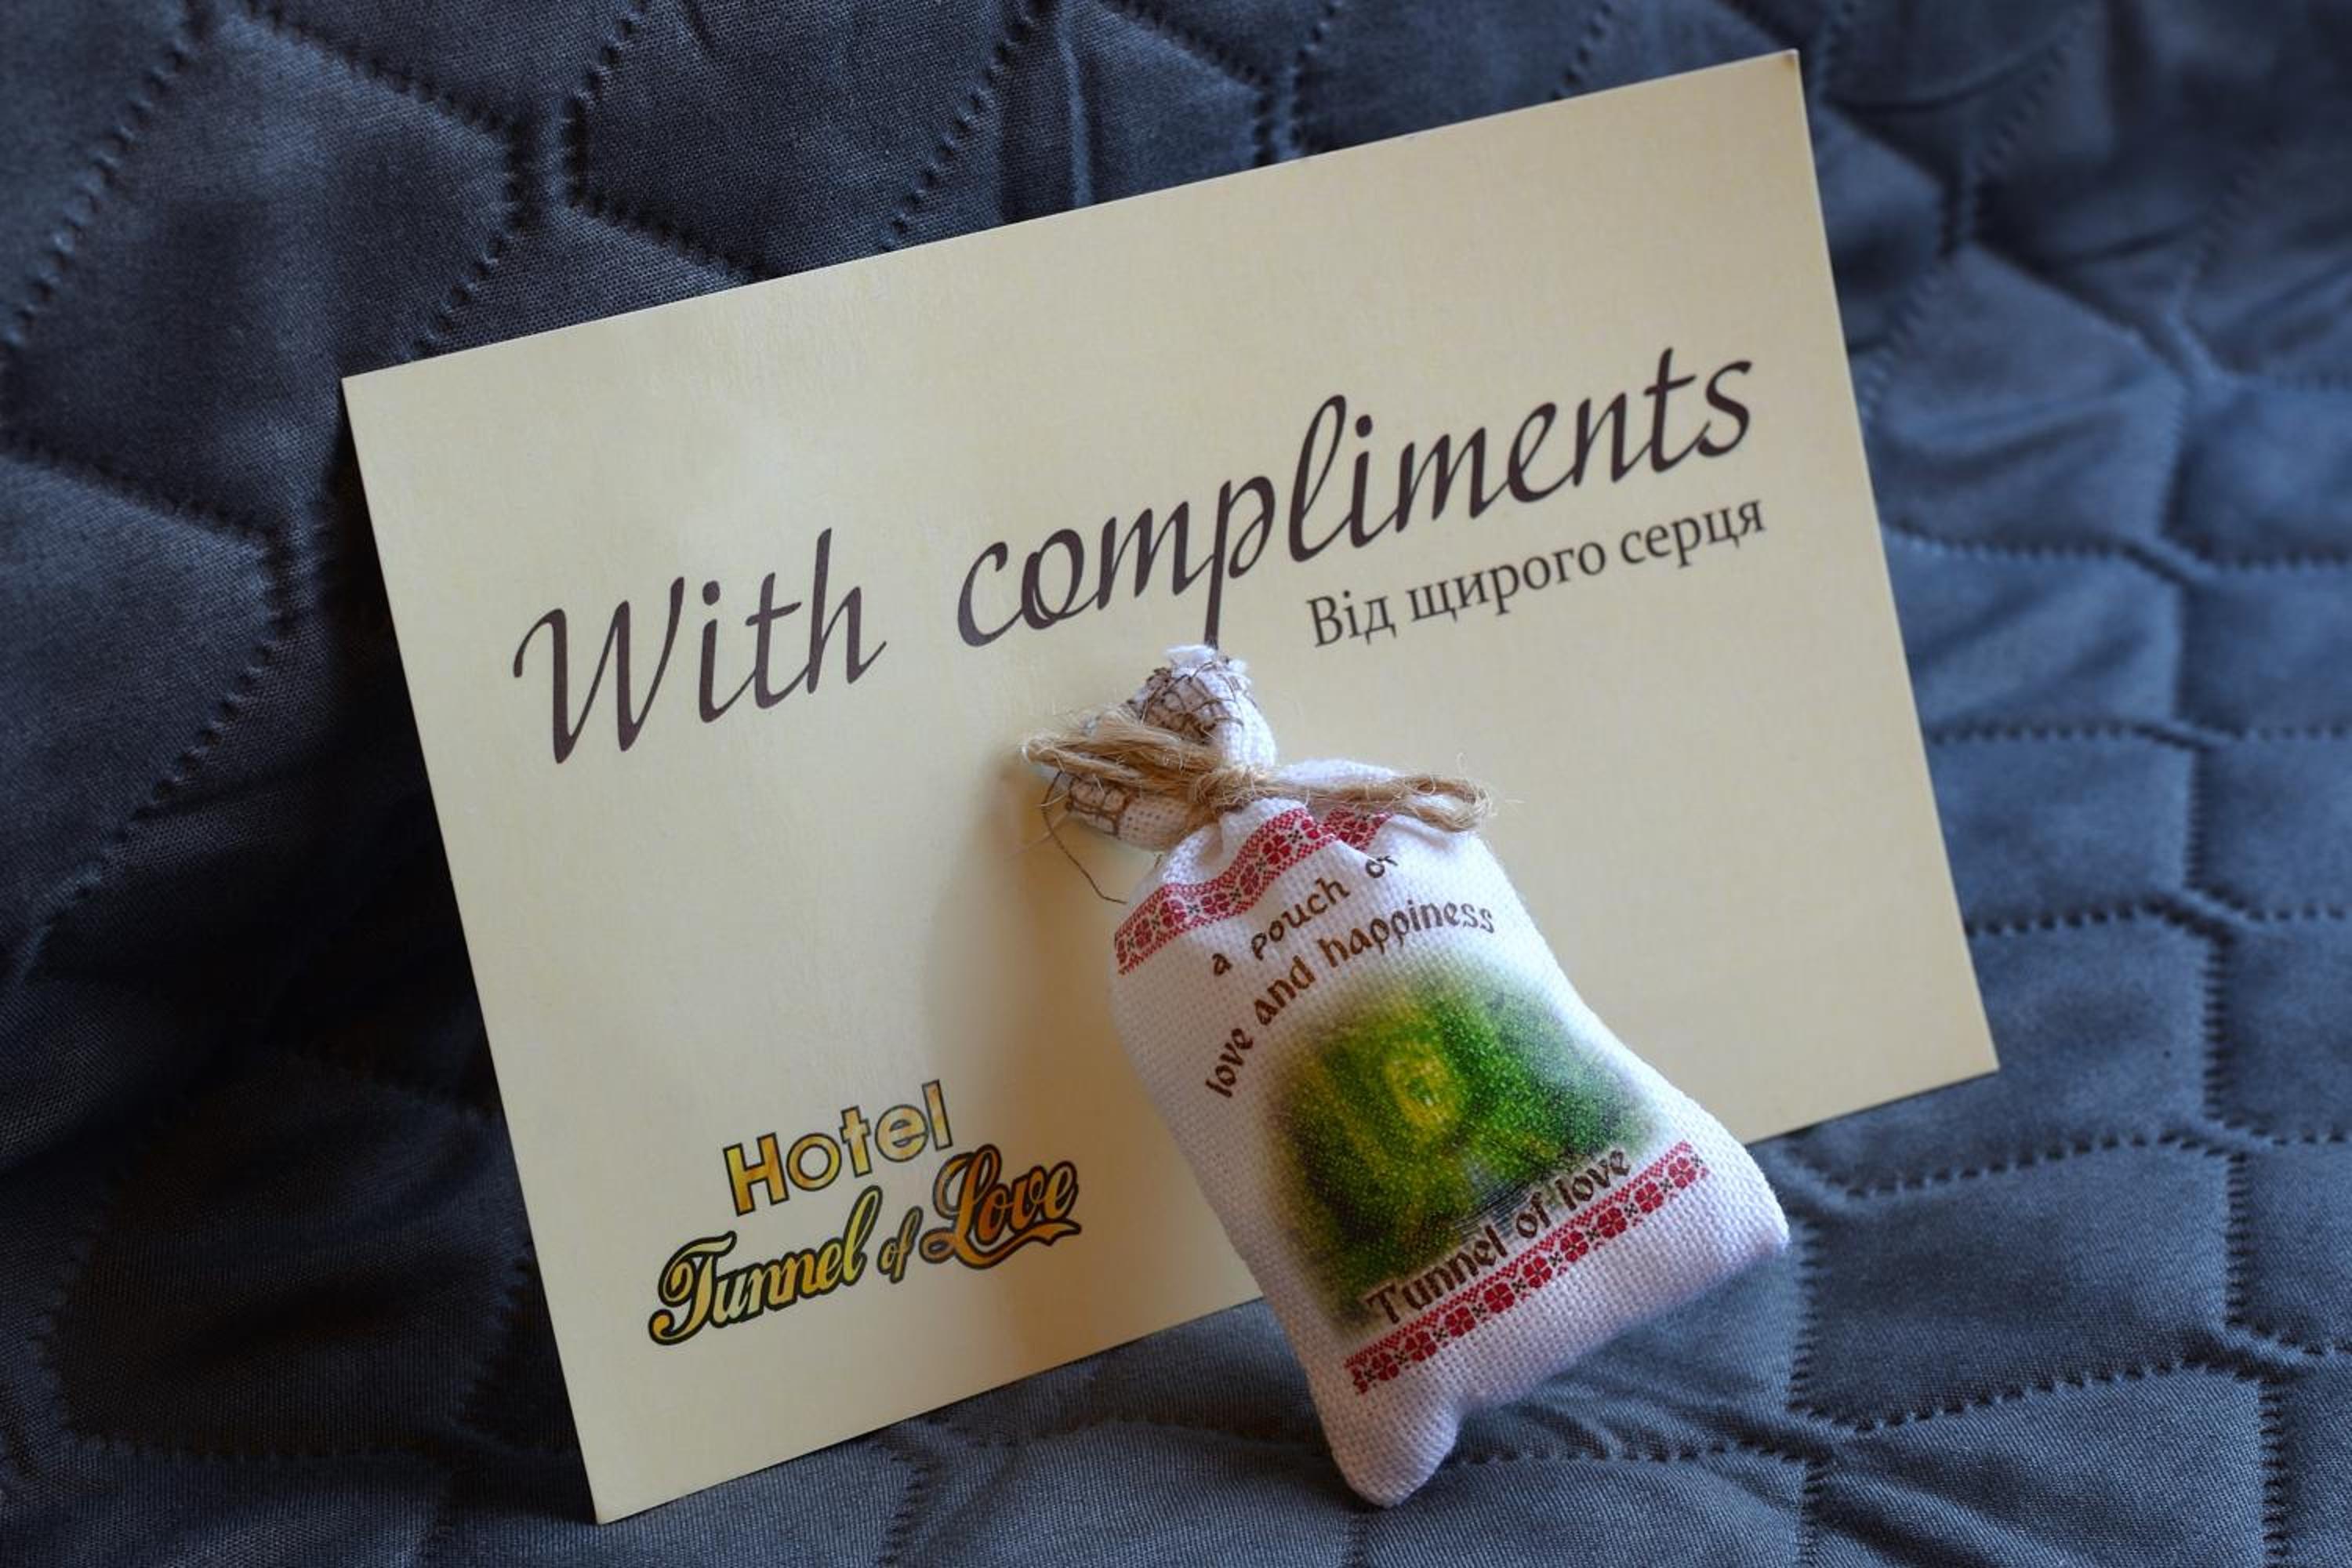 With compliments
Від щирого серця
Hotel
Tunnel of Love
a pouch of
love and happiness
Tunnel of love